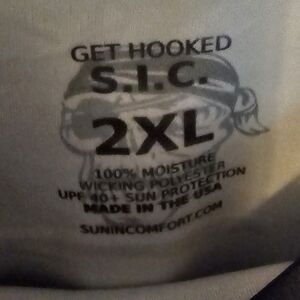 GET HOOKED
S.I.C.
2XL
100% MOISTURE
WICKING POLYESTER
UPF 40+ SUN PROTECTION
MADE IN THE USA
SUNINCOMFORT.COM